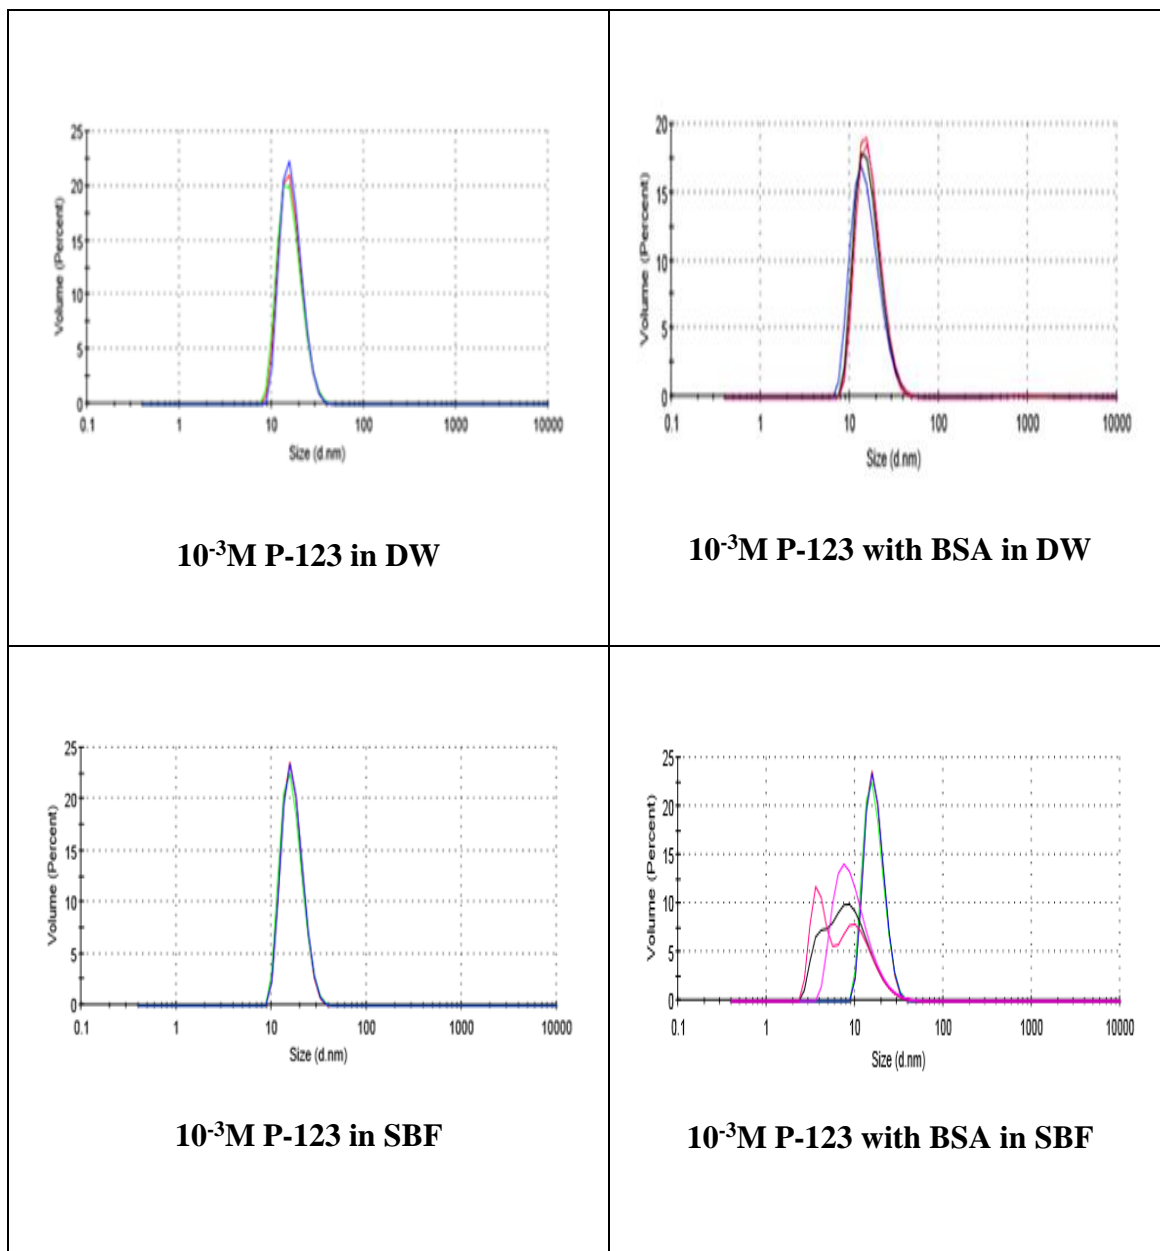 25
20
15
10
5
0
Volume (Percent)
0.1 1 10 100 1000 10000
Size (d.nm)
10-3M P-123 in DW
20
15
10
5
0
Volume (Percent)
0.1 1 10 100 1000 10000
Size (d.nm)
10-3M P-123 with BSA in DW
25
20
15
10
5
0
Volume (Percent)
0.1 1 10 100 1000 10000
Size (d.nm)
10-3M P-123 in SBF
25
20
15
10
5
0
Volume (Percent)
0.1 1 10 100 1000 10000
Size (d.nm)
10-3M P-123 with BSA in SBF